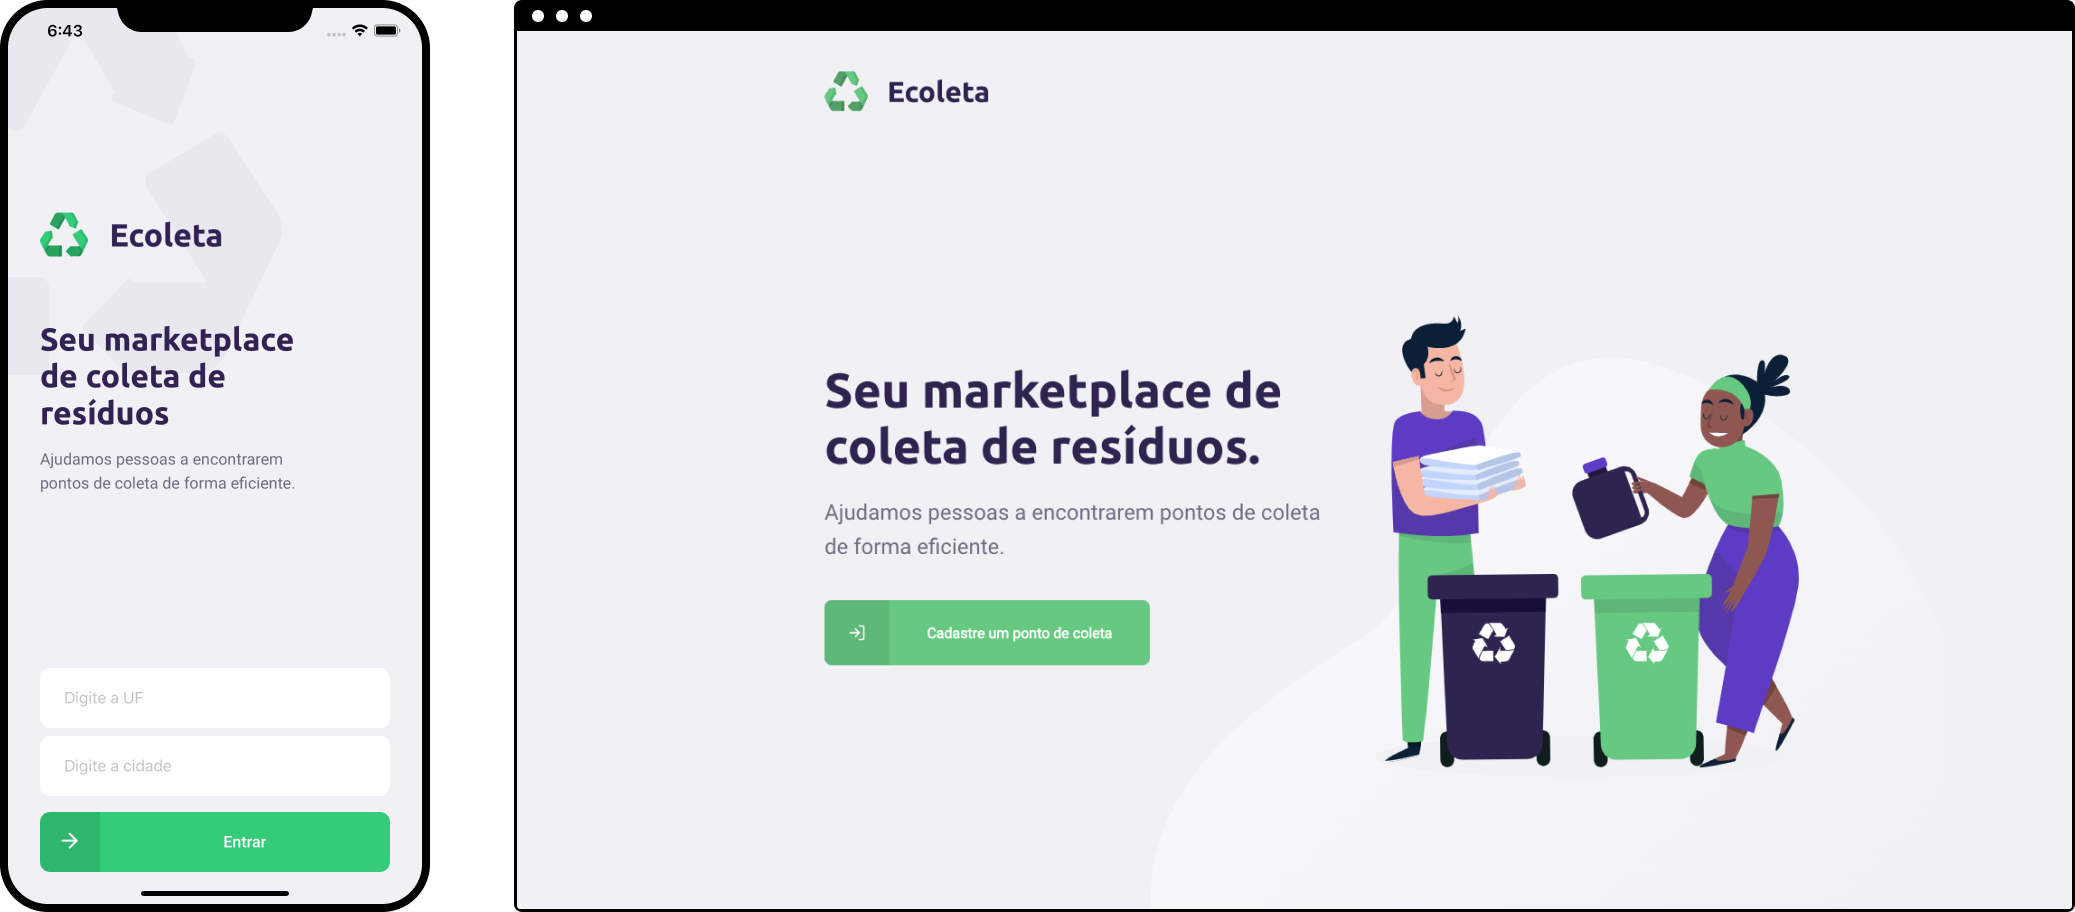 6:43
Ecoleta
Seu marketplace
de coleta de
resíduos
Ajudamos pessoas a encontrarem
pontos de coleta de forma eficiente.
Digite a UF
Digite a cidade
Entrar
Ecoleta
Seu marketplace de
coleta de resíduos.
Ajudamos pessoas a encontrarem pontos de coleta
de forma eficiente.
Cadastre um ponto de coleta